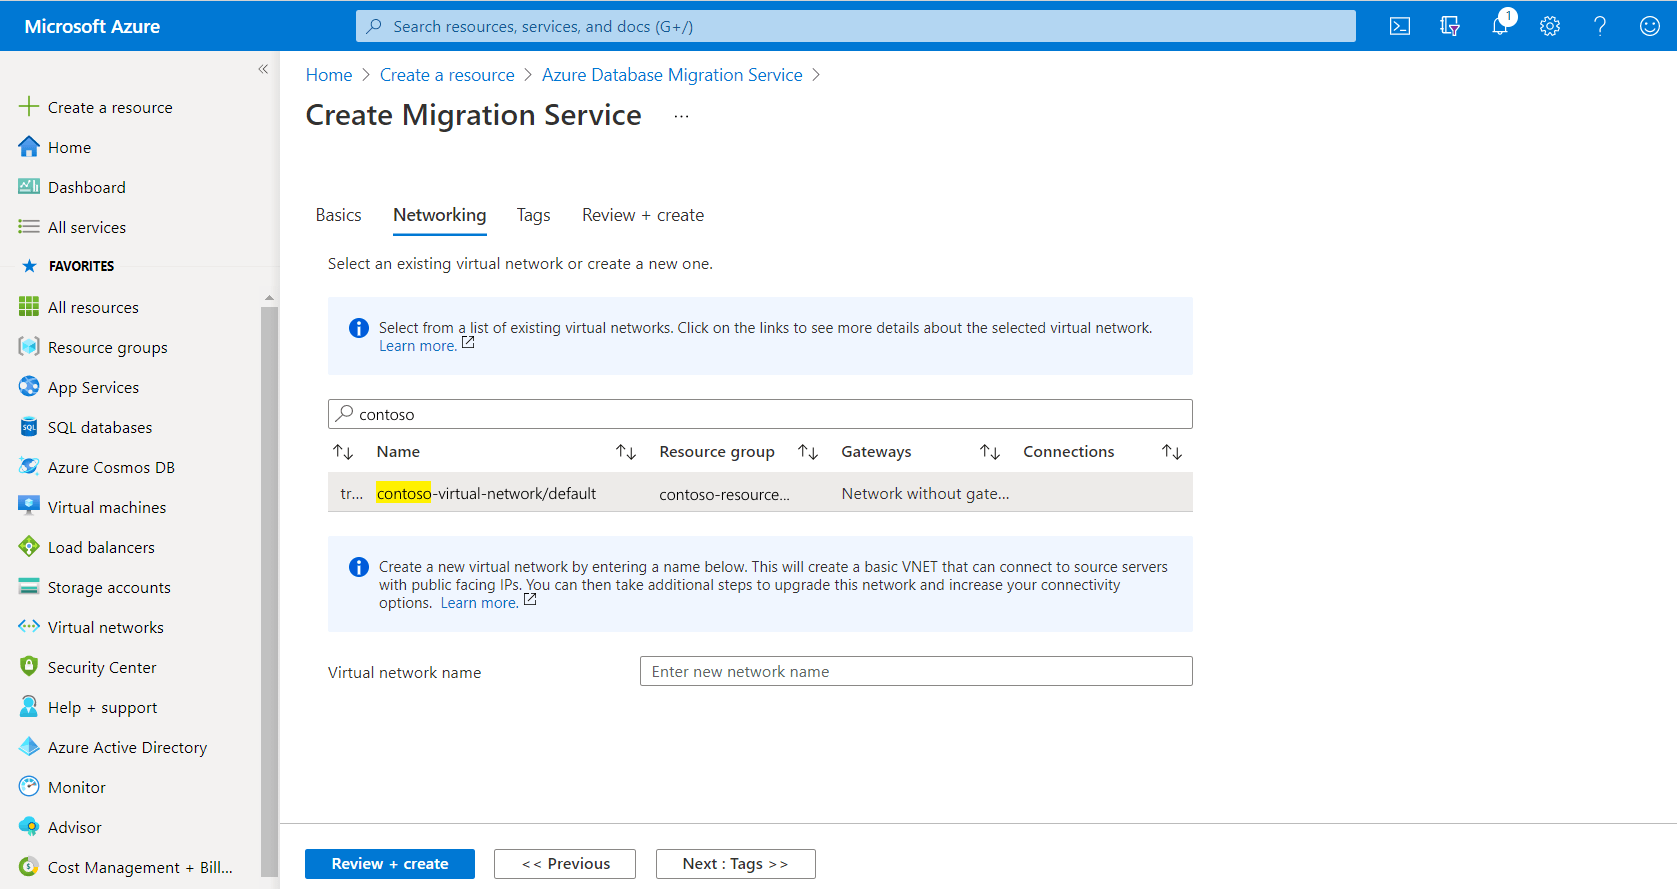 Microsoft Azure
Search resources, services, and docs (G+/)
1
Create a resource
Home
Dashboard
All services
FAVORITES
All resources
Resource groups
App Services
SQL databases
Azure Cosmos DB
Virtual machines
Load balancers
Storage accounts
Virtual networks
Security Center
Help + support
Azure Active Directory
Monitor
Advisor
Cost Management + Bill...
Home > Create a resource > Azure Database Migration Service >
Create Migration Service ...
Basics Networking Tags Review + create
Select an existing virtual network or create a new one.
Select from a list of existing virtual networks. Click on the links to see more details about the selected virtual network.
Learn more.
contoso
Name Resource group Gateways Connections
tr... contoso-virtual-network/default contoso-resource... Network without gate...
Create a new virtual network by entering a name below. This will create a basic VNET that can connect to source servers
with public facing IPs. You can then take additional steps to upgrade this network and increase your connectivity
options. Learn more.
Virtual network name Enter new network name
Review + create << Previous Next : Tags >>